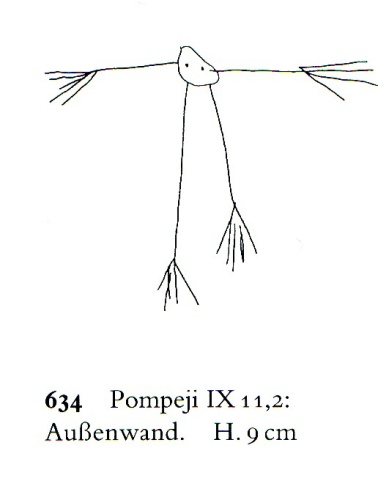 634 Pompeji IX 11,2:
Außenwand. H. 9 cm